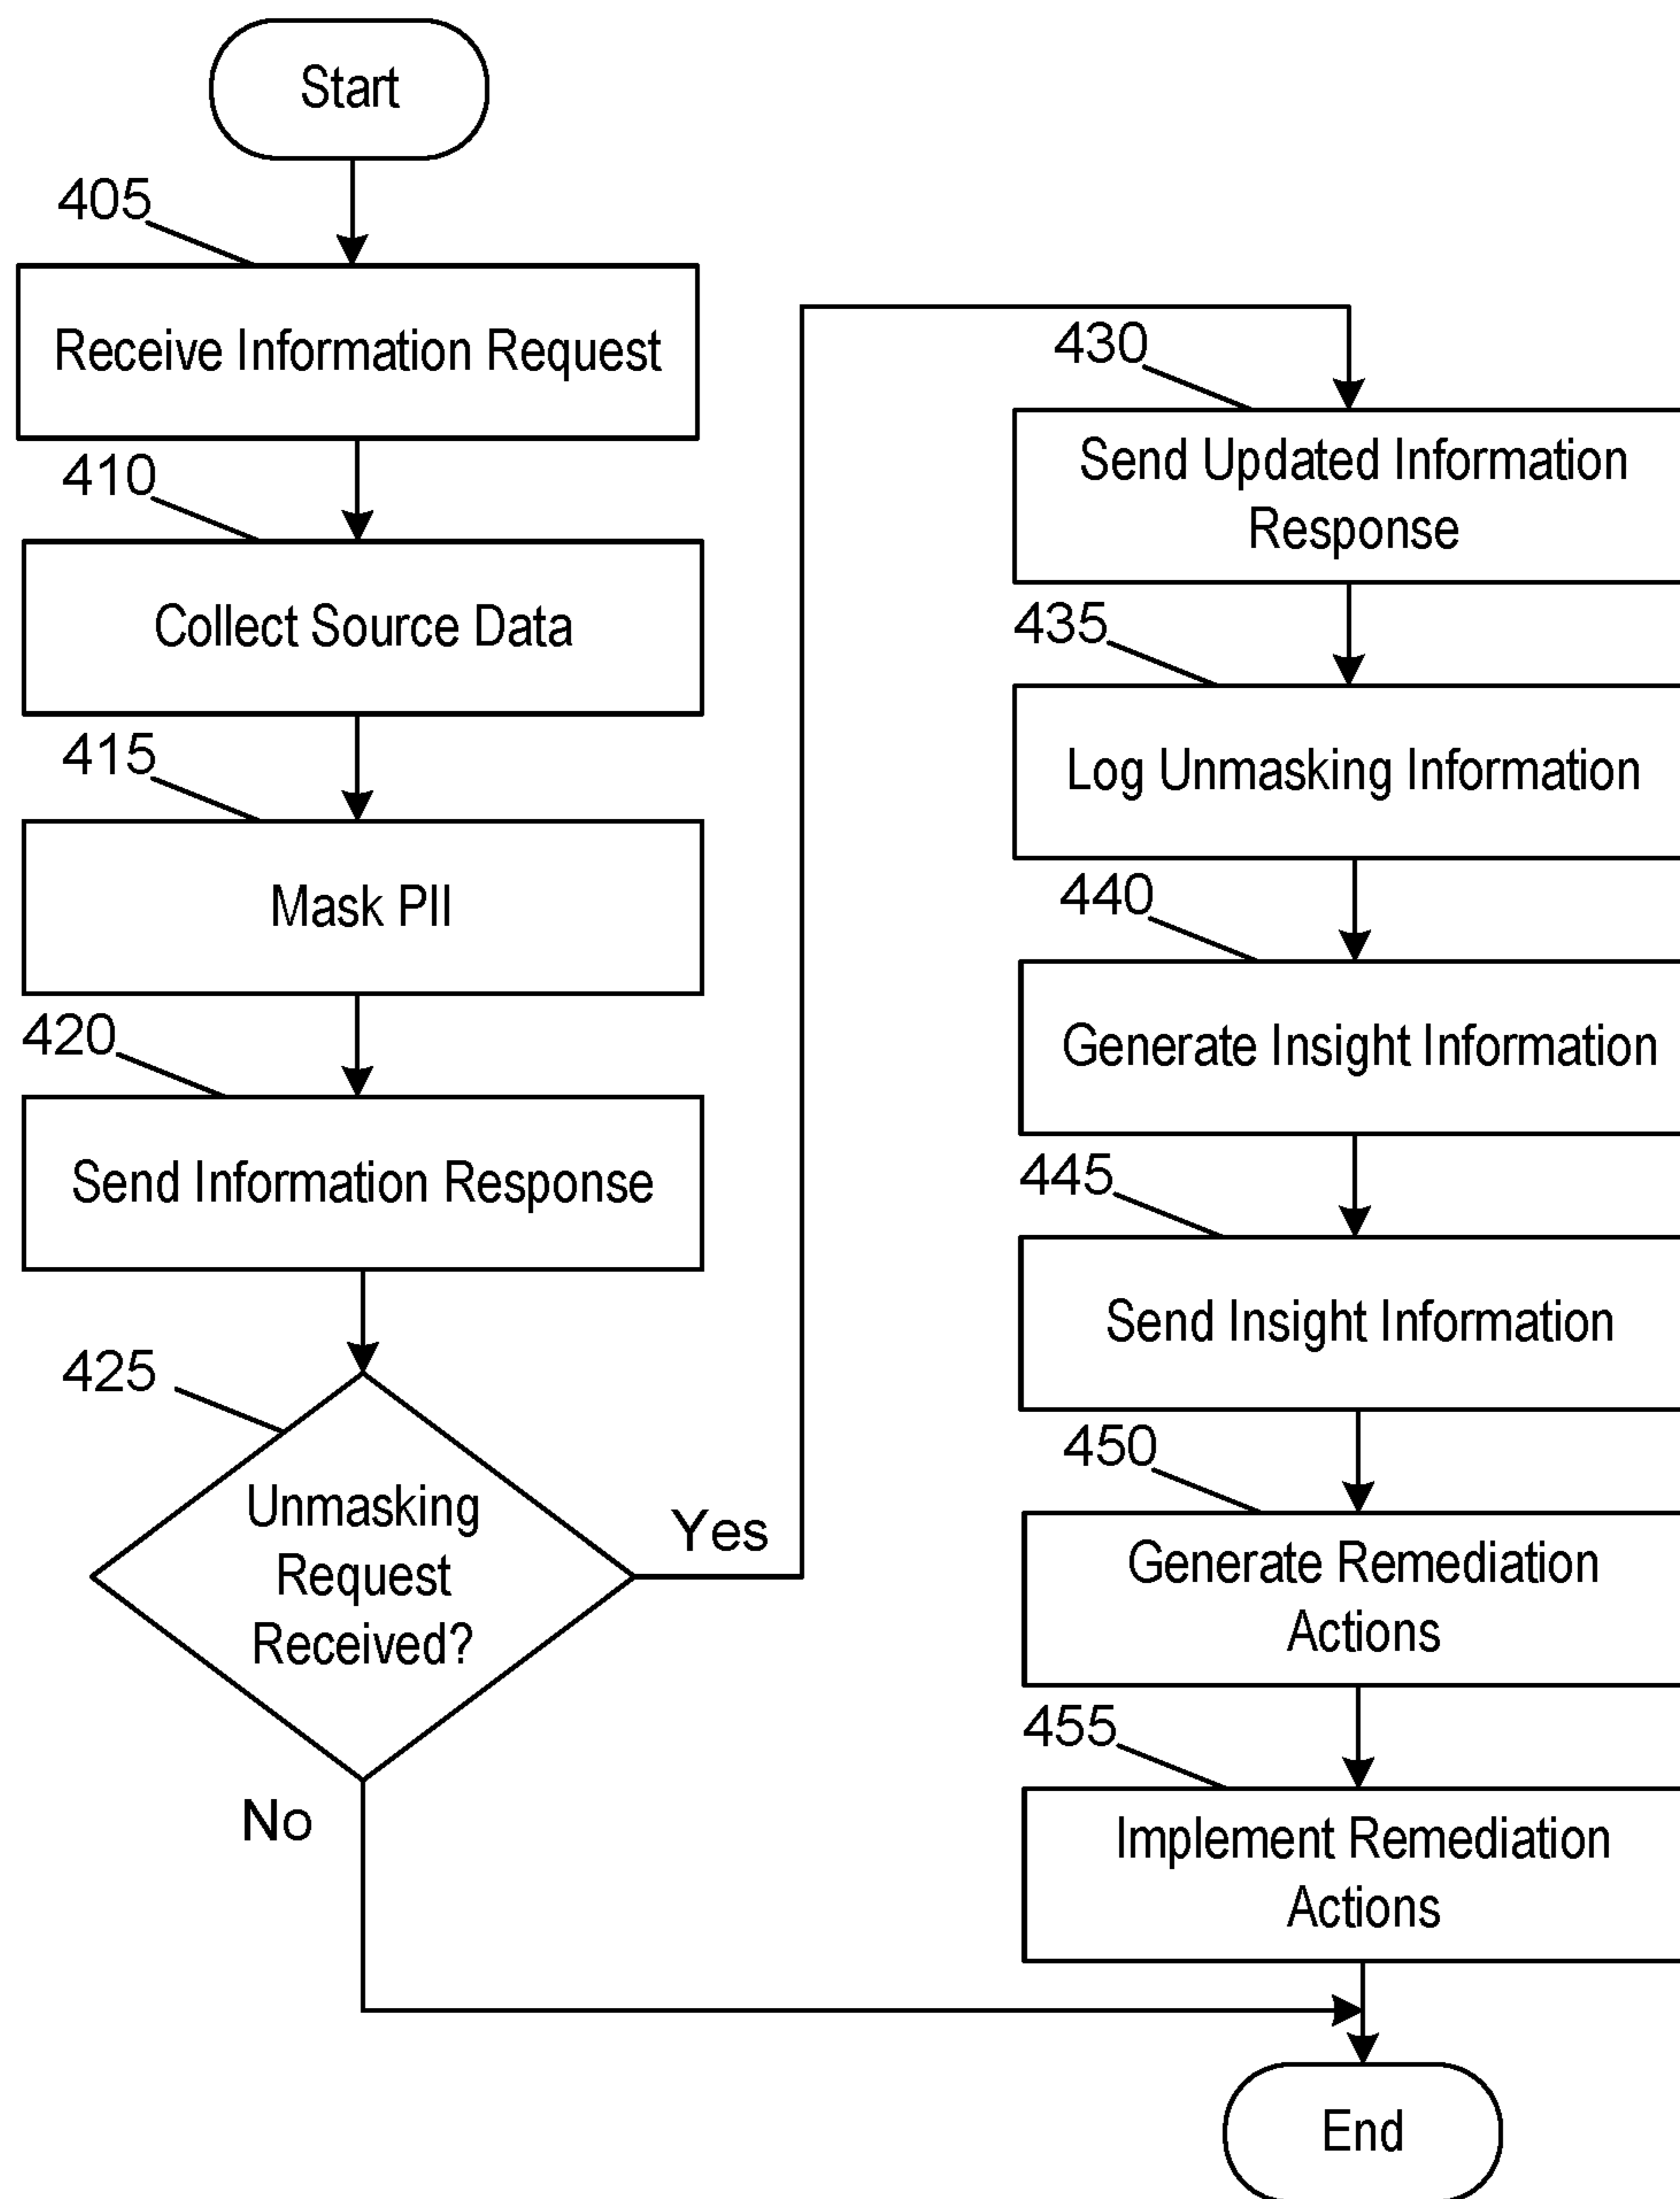 Start
405
Receive Information Request
410
Collect Source Data
415
Mask PII
420
Send Information Response
425
Unmasking
Request
Received?
Yes
No
430
Send Updated Information
Response
435
Log Unmasking Information
440
Generate Insight Information
445
Send Insight Information
450
Generate Remediation
Actions
455
Implement Remediation
Actions
End